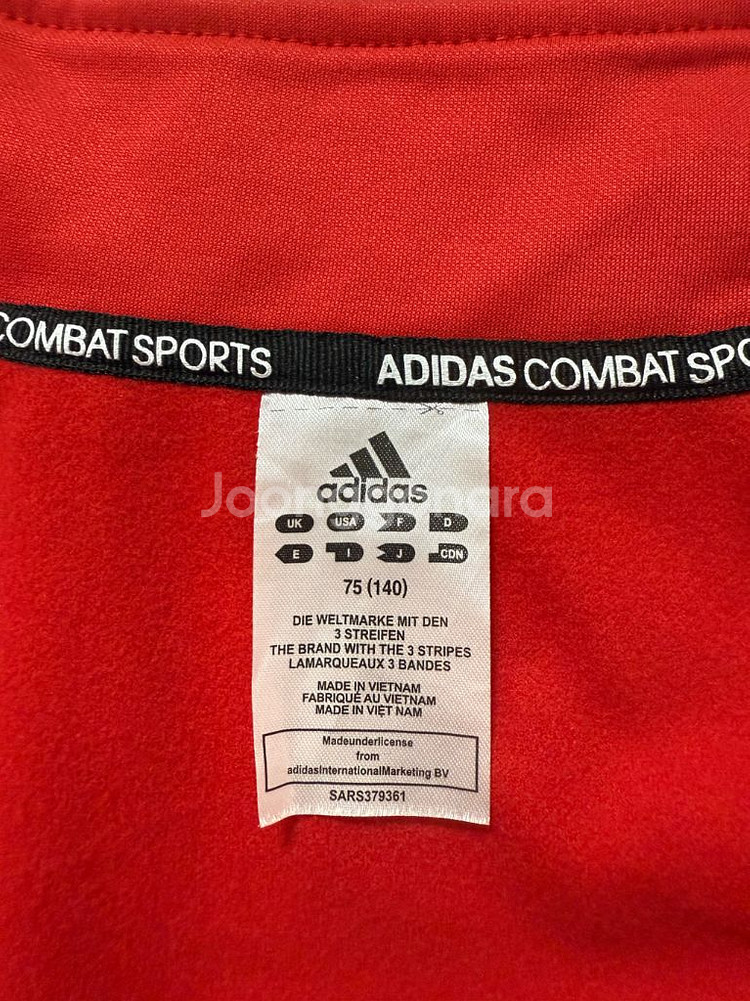 COMBAT SPORTS
ADIDAS COMBAT SPO
adidas
UK USA F D
E I J CDN
75 (140)
DIE WELTMARKE MIT DEN
3 STREIFEN
THE BRAND WITH THE 3 STRIPES
LAMARQUEAUX 3 BANDES
MADE IN VIETNAM
FABRIQUÉ AU VIETNAM
MADE IN VIỆT NAM
Madeunderlicense
from
adidasInternationalMarketing BV
SARS379361